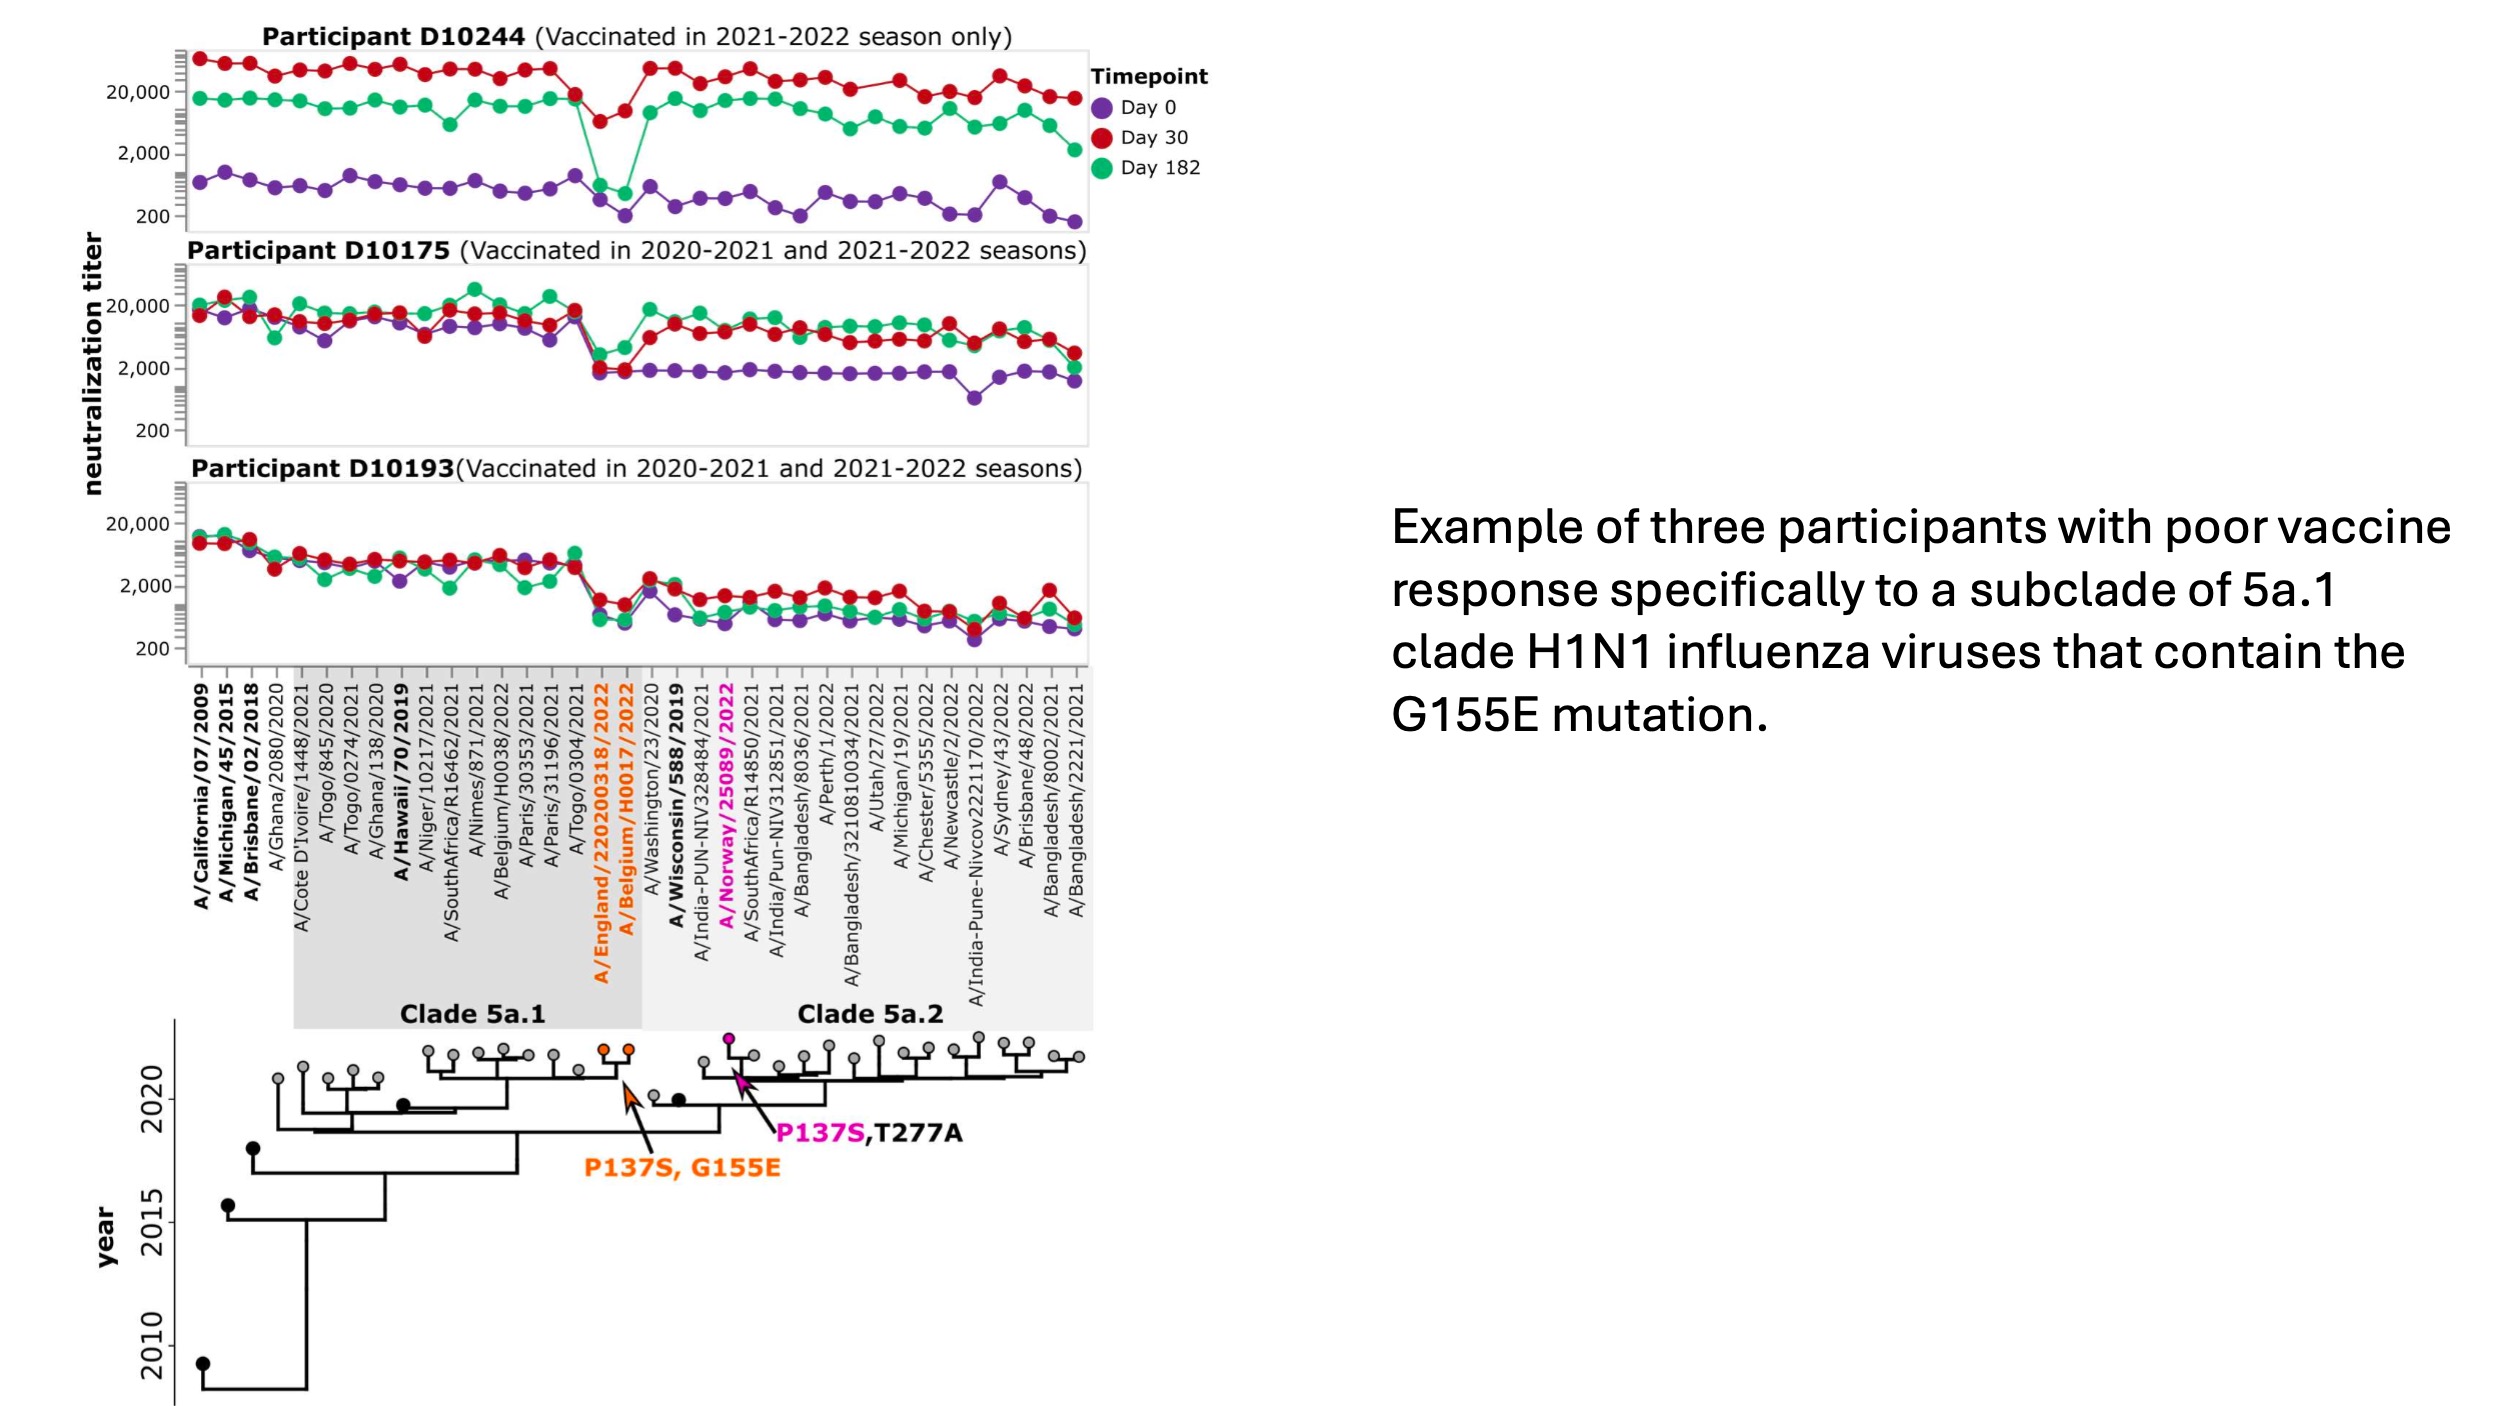 Participant D10244 (Vaccinated in 2021-2022 season only)
20,000
2,000
200
Timepoint
Day 0
Day 30
Day 182
Participant D10175 (Vaccinated in 2020-2021 and 2021-2022 seasons)
20,000
2,000
200
neutralization titer
Participant D10193(Vaccinated in 2020-2021 and 2021-2022 seasons)
20,000
2,000
200
A/California/07/2009
A/Michigan/45/2015
A/Brisbane/02/2018
A/Ghana/2080/2020
A/Cote D'Ivoire/1448/2021
A/Togo/845/2020
A/Togo/0274/2021
A/Ghana/138/2020
A/Hawaii/70/2019
A/Niger/10217/2021
A/SouthAfrica/R16462/2021
A/Nimes/871/2021
A/Belgium/H0038/2022
A/Paris/30353/2021
A/Paris/31196/2021
A/Togo/0304/2021
A/England/220200318/2022
A/Belgium/H0017/2022
A/Washington/23/2020
A/Wisconsin/588/2019
A/India-PUN-NIV328484/2021
A/Norway/25089/2022
A/SouthAfrica/R14850/2021
A/India/Pun-NIV312851/2021
A/Bangladesh/8036/2021
A/Perth/1/2022
A/Bangladesh/3210810034/2021
A/Utah/27/2022
A/Michigan/19/2021
A/Chester/5355/2022
A/Newcastle/2/2022
A/India-Pune-Nivcov2221170/2022
A/Sydney/43/2022
A/Brisbane/48/2022
A/Bangladesh/8002/2021
A/Bangladesh/2221/2021
Clade 5a.1
Clade 5a.2
P137S,T277A
P137S, G155E
year
2020
2015
2010
Example of three participants with poor vaccine
response specifically to a subclade of 5a.1
clade H1N1 influenza viruses that contain the
G155E mutation.